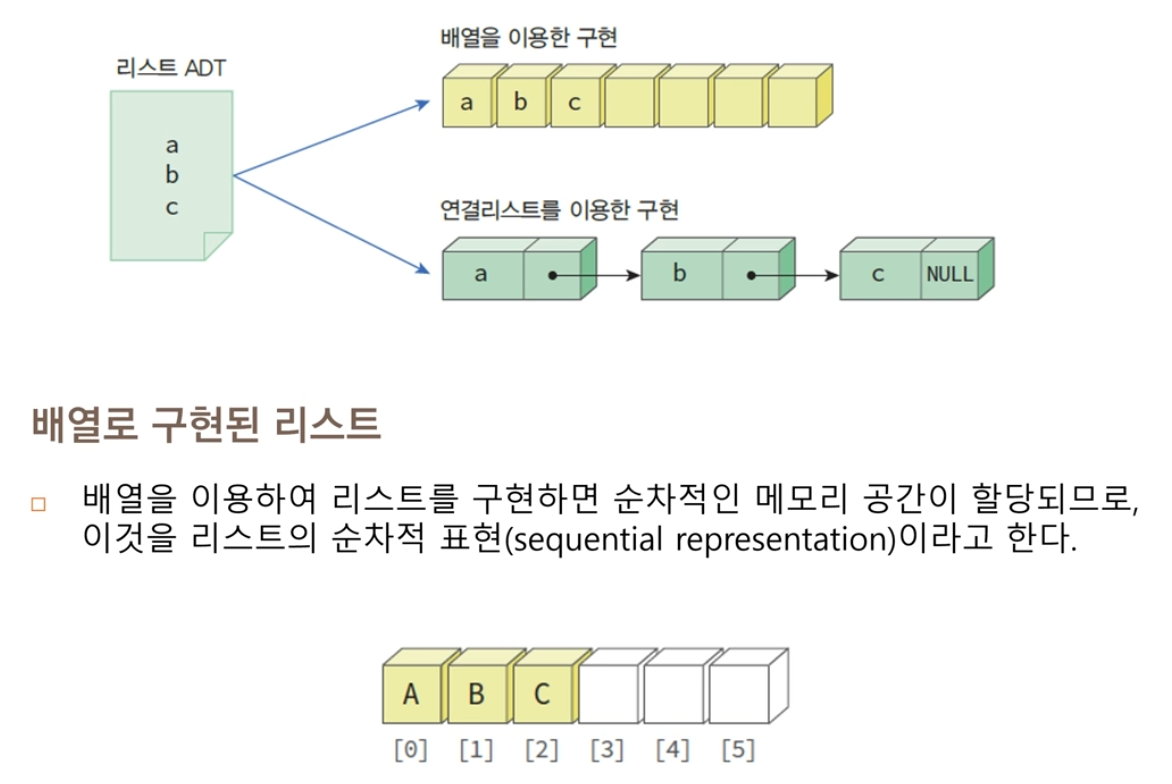 배열을 이용한 구현
리스트 ADT
a b c
a
b
c
연결리스트를 이용한 구현
a b c NULL
배열로 구현된 리스트
배열을 이용하여 리스트를 구현하면 순차적인 메모리 공간이 할당되므로,
이것을 리스트의 순차적 표현(sequential representation)이라고 한다.
A B C
[0] [1] [2] [3] [4] [5]